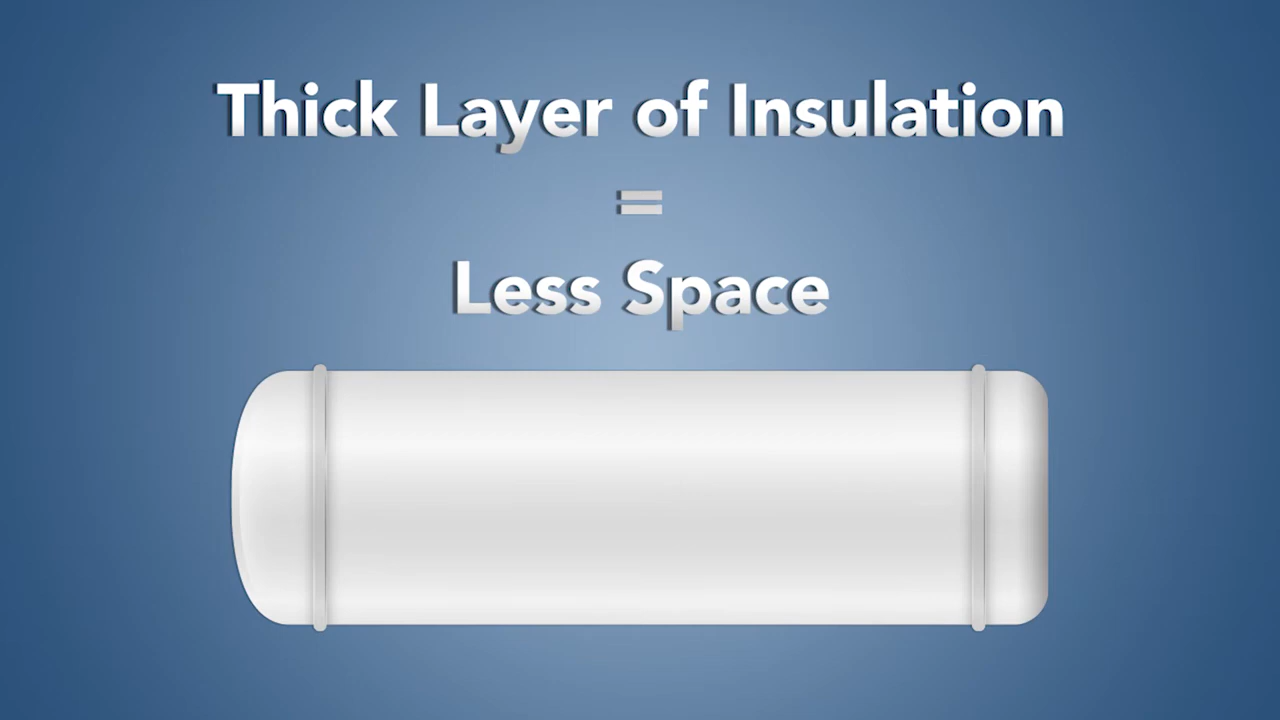 Thick Layer of Insulation
=
Less Space